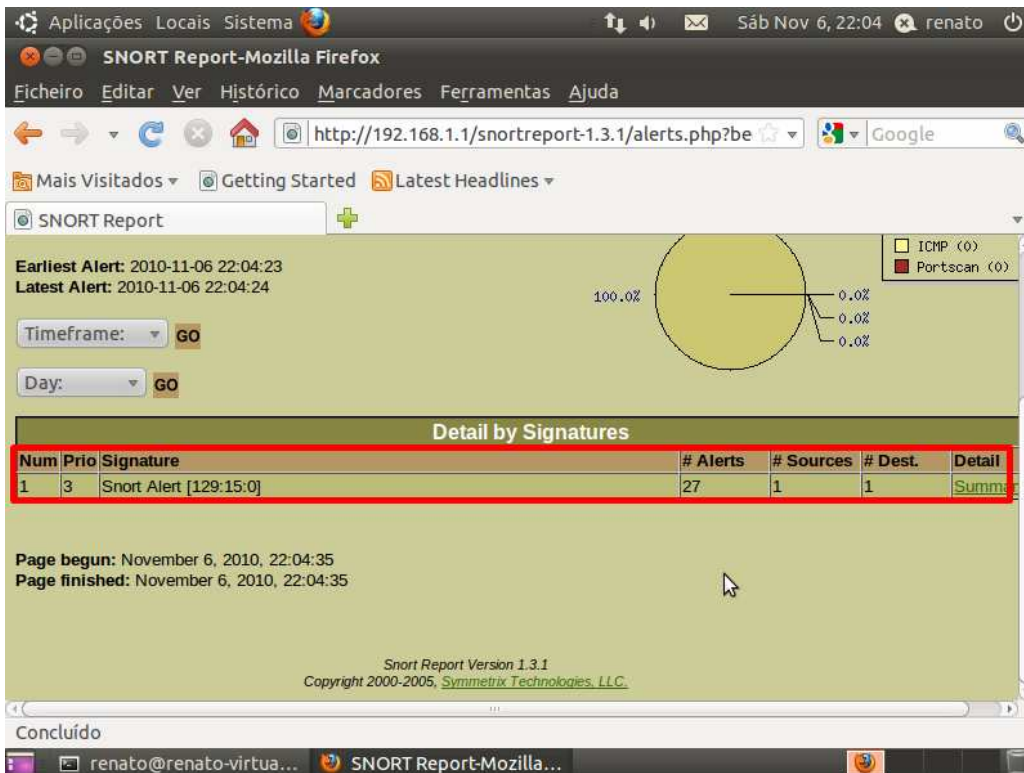 Aplicações Locais Sistema Sáb Nov 6, 22:04 renato
SNORT Report-Mozilla Firefox
Ficheiro Editar Ver Histórico Marcadores Ferramentas Ajuda
http://192.168.1.1/snortreport-1.3.1/alerts.php?be Google
Mais Visitados Getting Started Latest Headlines
SNORT Report
ICMP (0)
Portscan (0)
Earliest Alert: 2010-11-06 22:04:23
Latest Alert: 2010-11-06 22:04:24
100.0% 0.0%
0.0%
0.0%
Timeframe: GO
Day: GO
Detail by Signatures
Num Prio Signature # Alerts # Sources # Dest. Detail
1 3 Snort Alert [129:15:0] 27 1 1 Summar
Page begun: November 6, 2010, 22:04:35
Page finished: November 6, 2010, 22:04:35
Snort Report Version 1.3.1
Copyright 2000-2005, Symmetrix Technologies, LLC.
Concluído
renato@renato-virtua... SNORT Report-Mozilla...